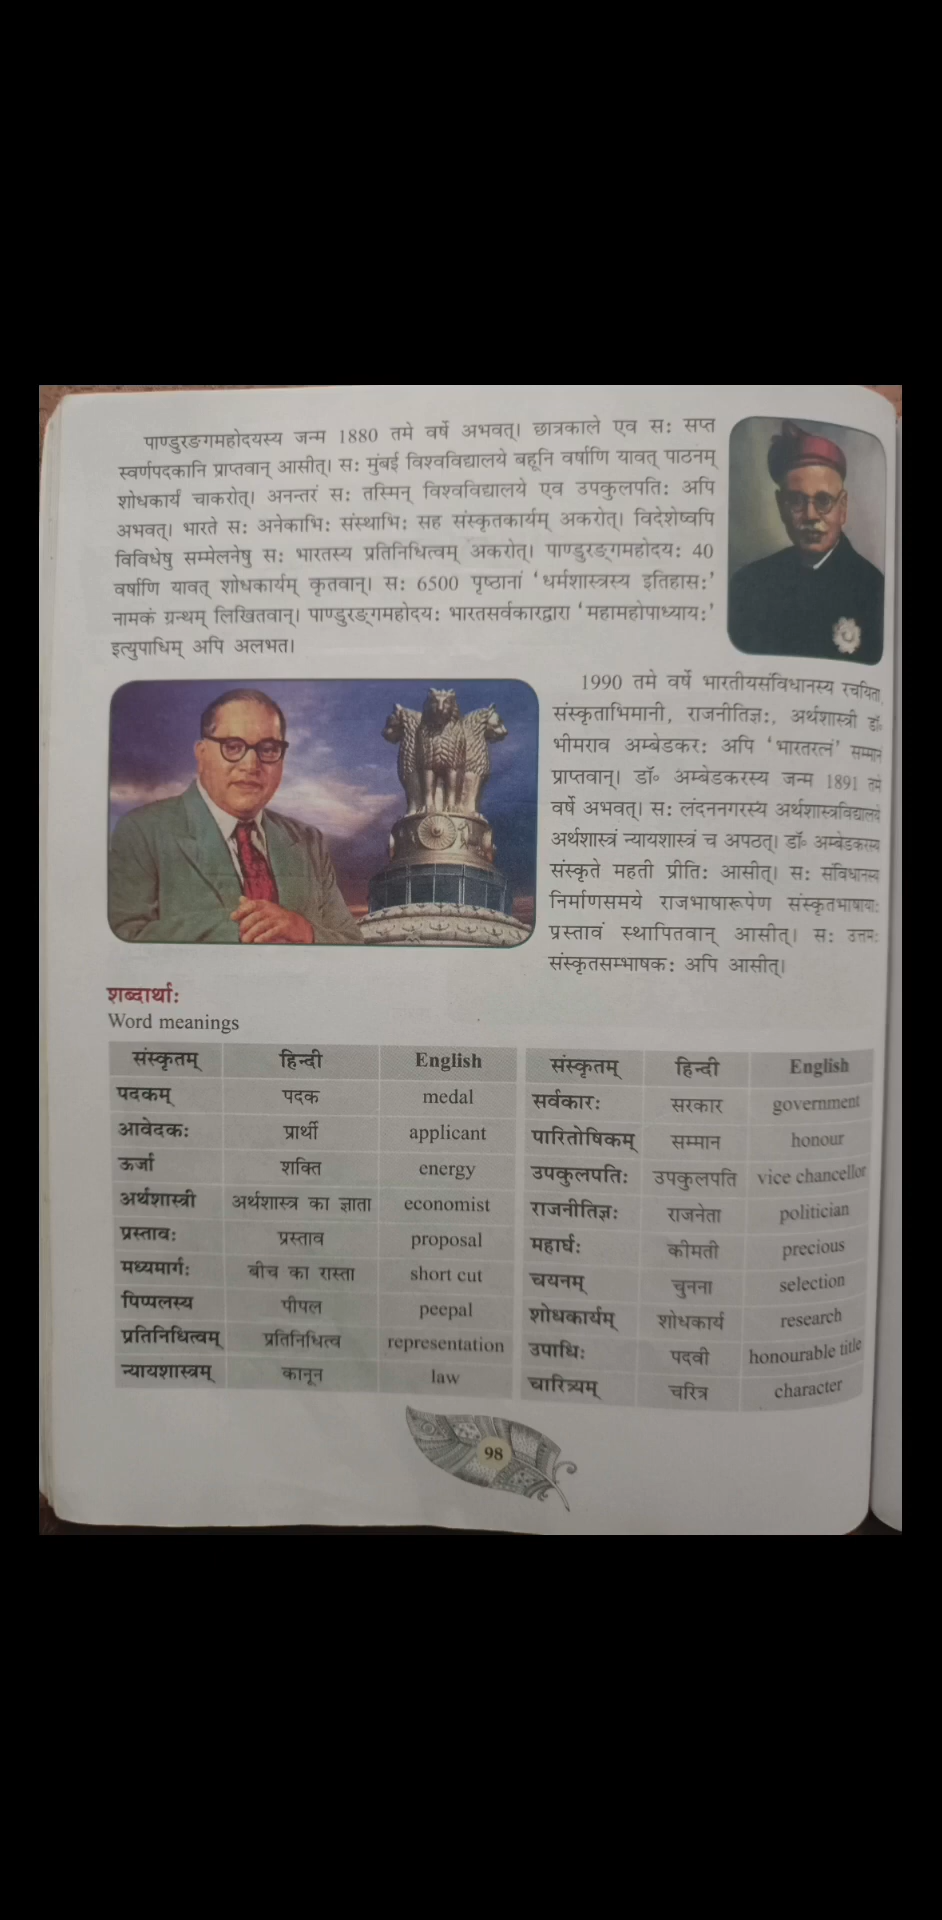 पाण्डुरङ्गमहोदयस्य जन्म 1880 तमे वर्षे अभवत्। छात्रकाले एव सः सप्त
स्वर्णपदकानि प्राप्तवान् आसीत्। सः मुंबई विश्वविद्यालये बहूनि वर्षाणि यावत् पाठनम्
शोधकार्यं चाकरोत्। अनन्तरं सः तस्मिन् विश्वविद्यालये एव उपकुलपतिः अपि
अभवत्। भारते सः अनेकाभिः संस्थाभिः सह संस्कृतकार्यम् अकरोत्। विदेशेष्वपि
विविधेषु सम्मेलनेषु सः भारतस्य प्रतिनिधित्वम् अकरोत्। पाण्डुरङ्गमहोदयः 40
वर्षाणि यावत् शोधकार्यम् कृतवान्। सः 6500 पृष्ठानां 'धर्मशास्त्रस्य इतिहासः'
नामकं ग्रन्थम् लिखितवान्। पाण्डुरङ्गमहोदयः भारतसर्वकारद्वारा 'महामहोपाध्यायः'
इत्युपाधिम् अपि अलभत।
1990 तमे वर्षे भारतीयसंविधानस्य रचयिता,
संस्कृताभिमानी, राजनीतिज्ञः, अर्थशास्त्री डॉ॰
भीमराव अम्बेडकरः अपि 'भारतरत्नं' सम्मानं
प्राप्तवान्। डॉ॰ अम्बेडकरस्य जन्म 1891 तमे
वर्षे अभवत्। सः लंदननगरस्य अर्थशास्त्रविद्यालये
अर्थशास्त्रं न्यायशास्त्रं च अपठत्। डॉ॰ अम्बेडकरस्य
संस्कृते महती प्रीतिः आसीत्। सः संविधानस्य
निर्माणसमये राजभाषारूपेण संस्कृतभाषायाः
प्रस्तावं स्थापितवान् आसीत्। सः उत्तमः
संस्कृतसम्भाषकः अपि आसीत्।
शब्दार्थाः
Word meanings
संस्कृतम् हिन्दी English संस्कृतम् हिन्दी English
पदकम् पदक medal सर्वकारः सरकार government
आवेदकः प्रार्थी applicant पारितोषिकम् सम्मान honour
ऊर्जा शक्ति energy उपकुलपतिः उपकुलपति vice chancellor
अर्थशास्त्री अर्थशास्त्र का ज्ञाता economist राजनीतिज्ञः राजनेता politician
प्रस्तावः प्रस्ताव proposal महार्घः कीमती precious
मध्यमार्गः बीच का रास्ता short cut चयनम् चुनना selection
पिप्पलस्य पीपल peepal शोधकार्यम् शोधकार्य research
प्रतिनिधित्वम् प्रतिनिधित्व representation उपाधिः पदवी honourable title
न्यायशास्त्रम् कानून law चारित्र्यम् चरित्र character
98